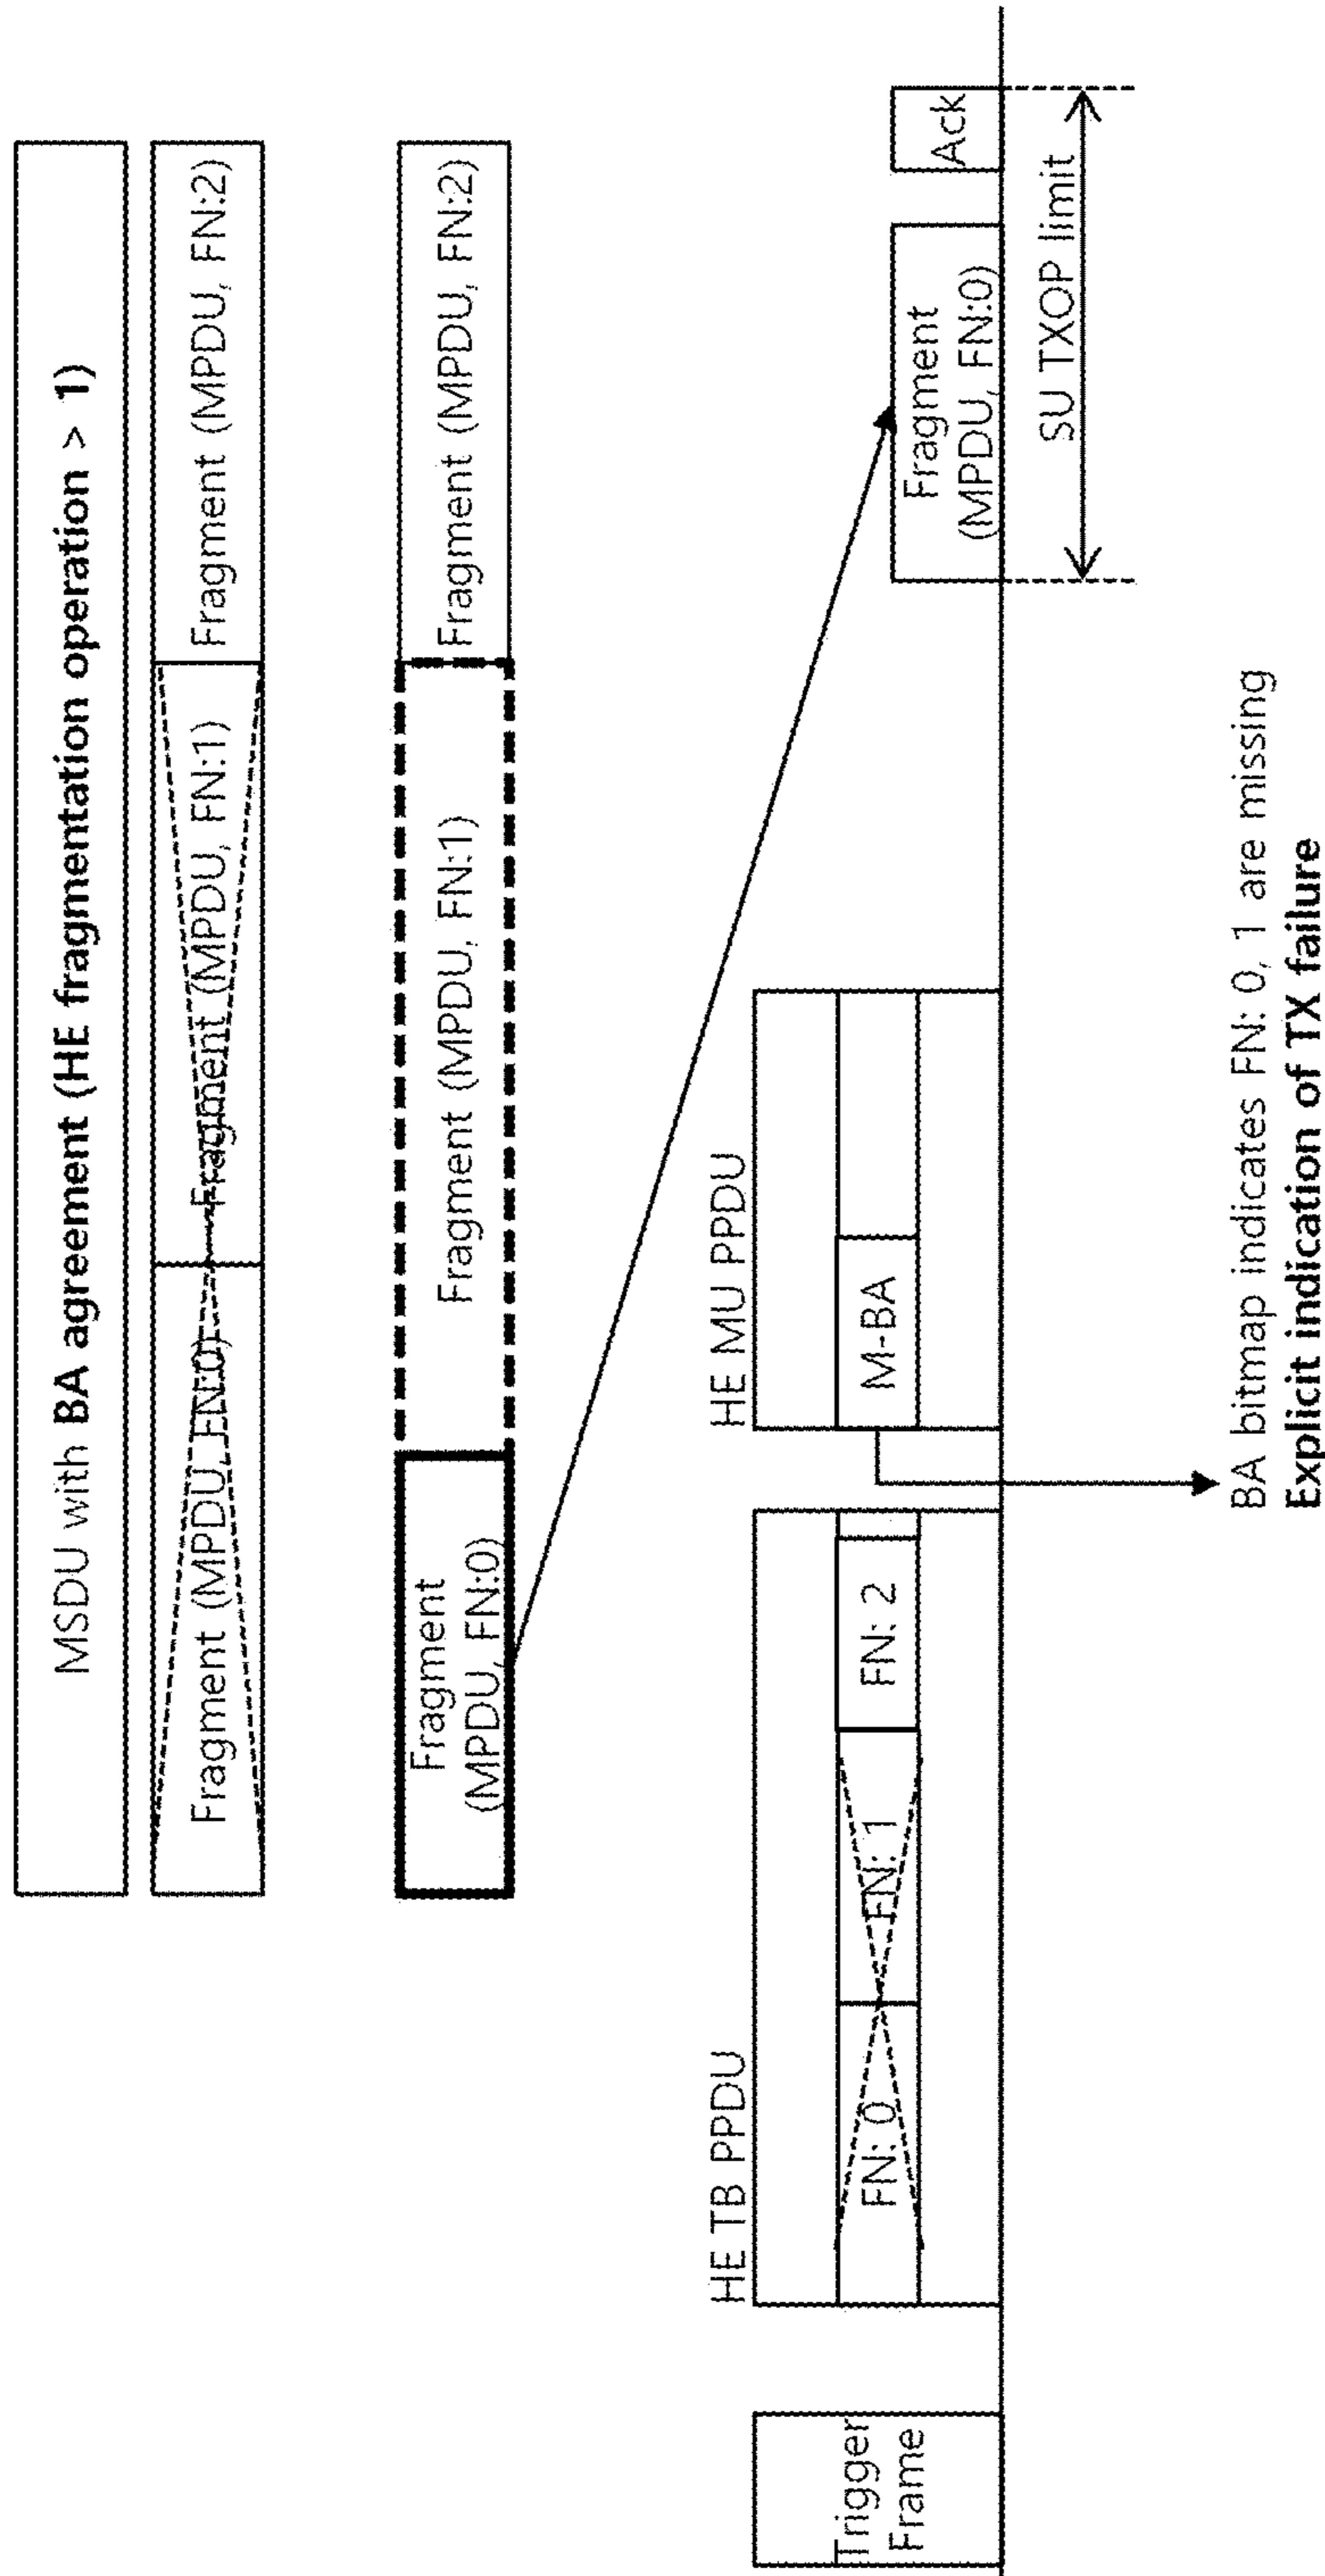 MSDU with BA agreement (HE fragmentation operation > 1)
Fragment (MPDU, FN:0)
Fragment (MPDU, FN:1)
Fragment (MPDU, FN:2)
Fragment
(MPDU, FN:0)
Fragment (MPDU, FN:1)
Fragment (MPDU, FN:2)
Trigger
Frame
HE TB PPDU
FN: 0
FN: 1
FN: 2
HE MU PPDU
M-BA
Fragment
(MPDU, FN:0)
Ack
SU TXOP limit
BA bitmap indicates FN: 0, 1 are missing
Explicit indication of TX failure